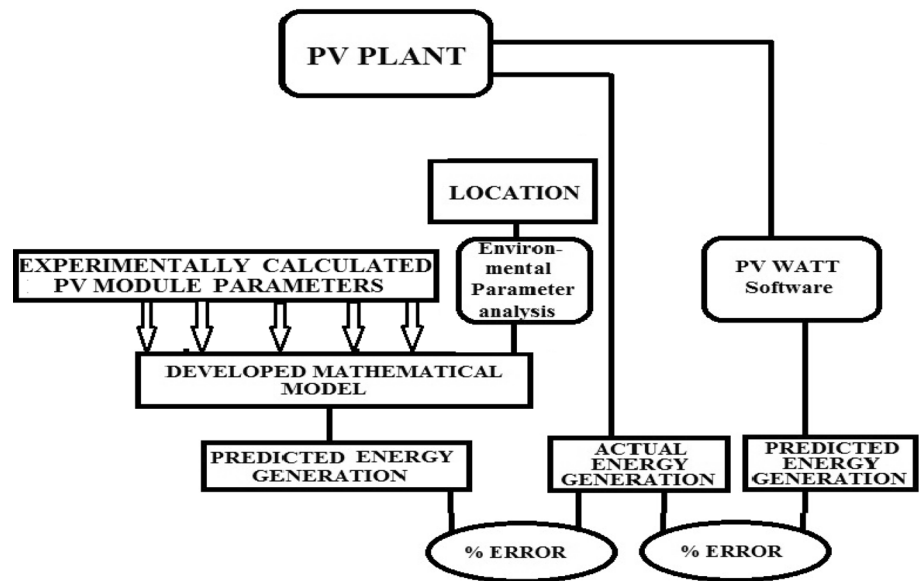 PV PLANT
LOCATION
Environ-
mental
Parameter
analysis
EXPERIMENTALLY CALCULATED
PV MODULE PARAMETERS
PV WATT
Software
DEVELOPED MATHEMATICAL
MODEL
PREDICTED ENERGY
GENERATION
ACTUAL
ENERGY
GENERATION
PREDICTED
ENERGY
GENERATION
% ERROR
% ERROR